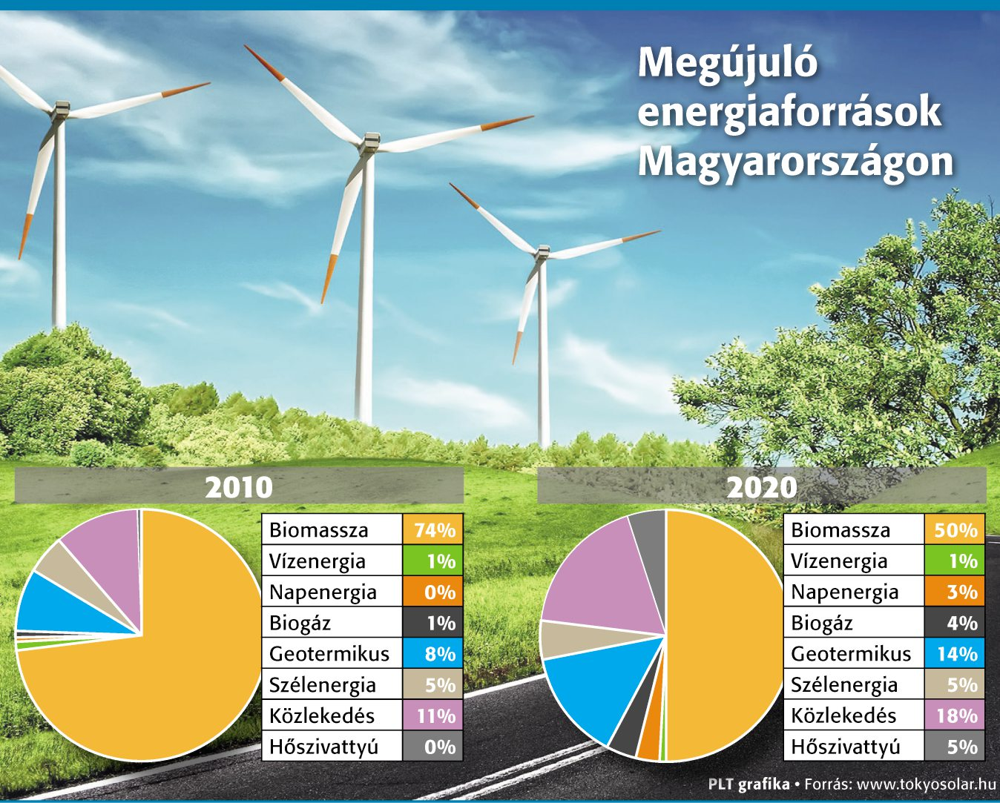 Megújuló
energiaforrások
Magyarországon
2010
Biomassza 74%
Vízenergia 1%
Napenergia 0%
Biogáz 1%
Geotermikus 8%
Szélenergia 5%
Közlekedés 11%
Hőszivattyú 0%
2020
Biomassza 50%
Vízenergia 1%
Napenergia 3%
Biogáz 4%
Geotermikus 14%
Szélenergia 5%
Közlekedés 18%
Hőszivattyú 5%
PLT grafika • Forrás: www.tokyosolar.hu